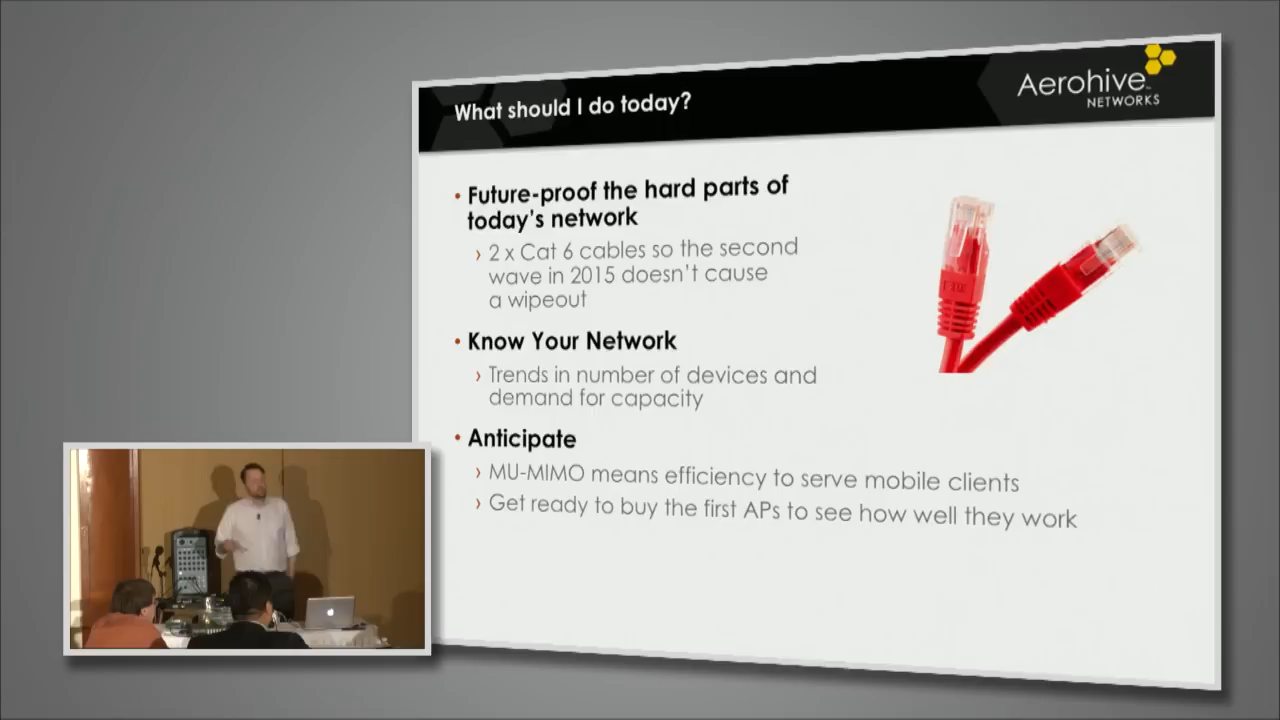 What should I do today?
Aerohive
NETWORKS
• Future-proof the hard parts of
today's network
› 2 x Cat 6 cables so the second
wave in 2015 doesn't cause
a wipeout
• Know Your Network
› Trends in number of devices and
demand for capacity
• Anticipate
› MU-MIMO means efficiency to serve mobile clients
› Get ready to buy the first APs to see how well they work